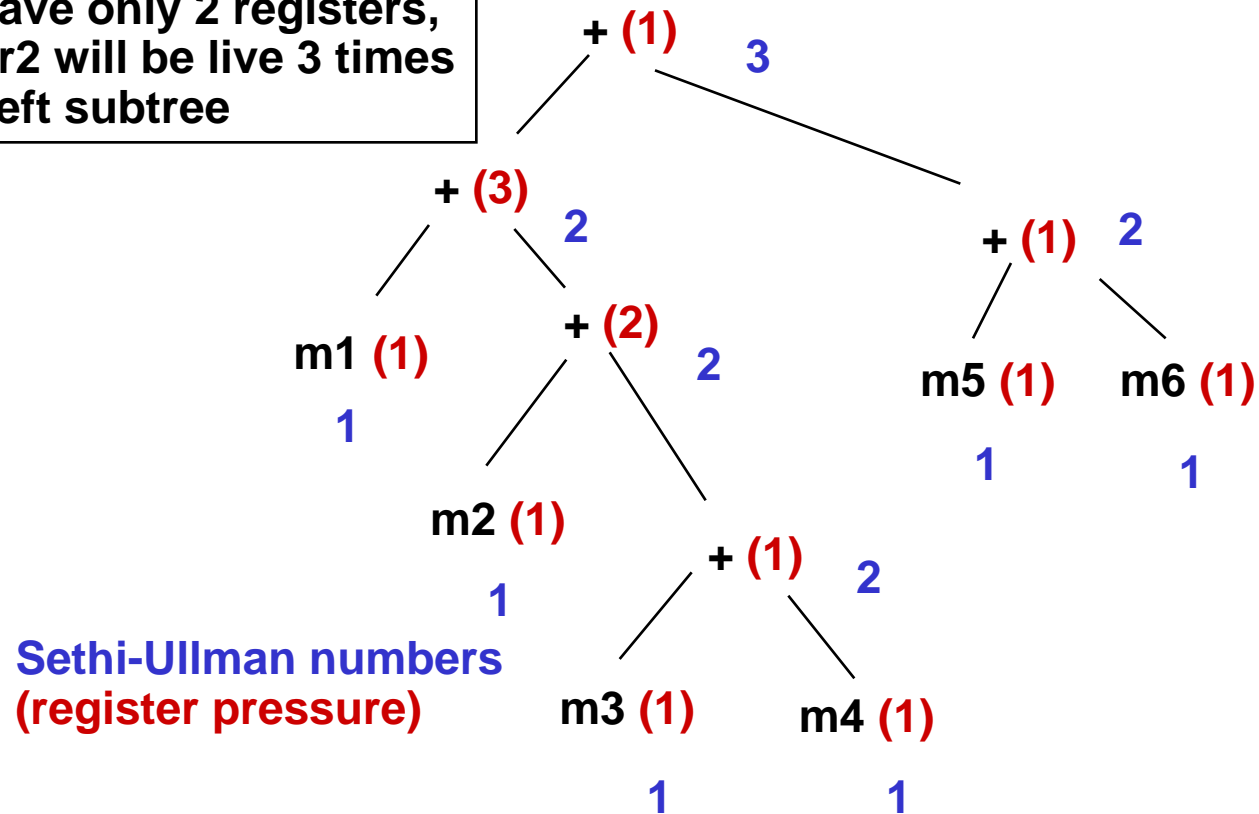 have only 2 registers,
r2 will be live 3 times
left subtree
+ (1)
3
+ (3)
2
+ (1)
2
m1 (1)
1
+ (2)
2
m5 (1)
1
m6 (1)
1
m2 (1)
1
+ (1)
2
Sethi-Ullman numbers
(register pressure)
m3 (1)
1
m4 (1)
1